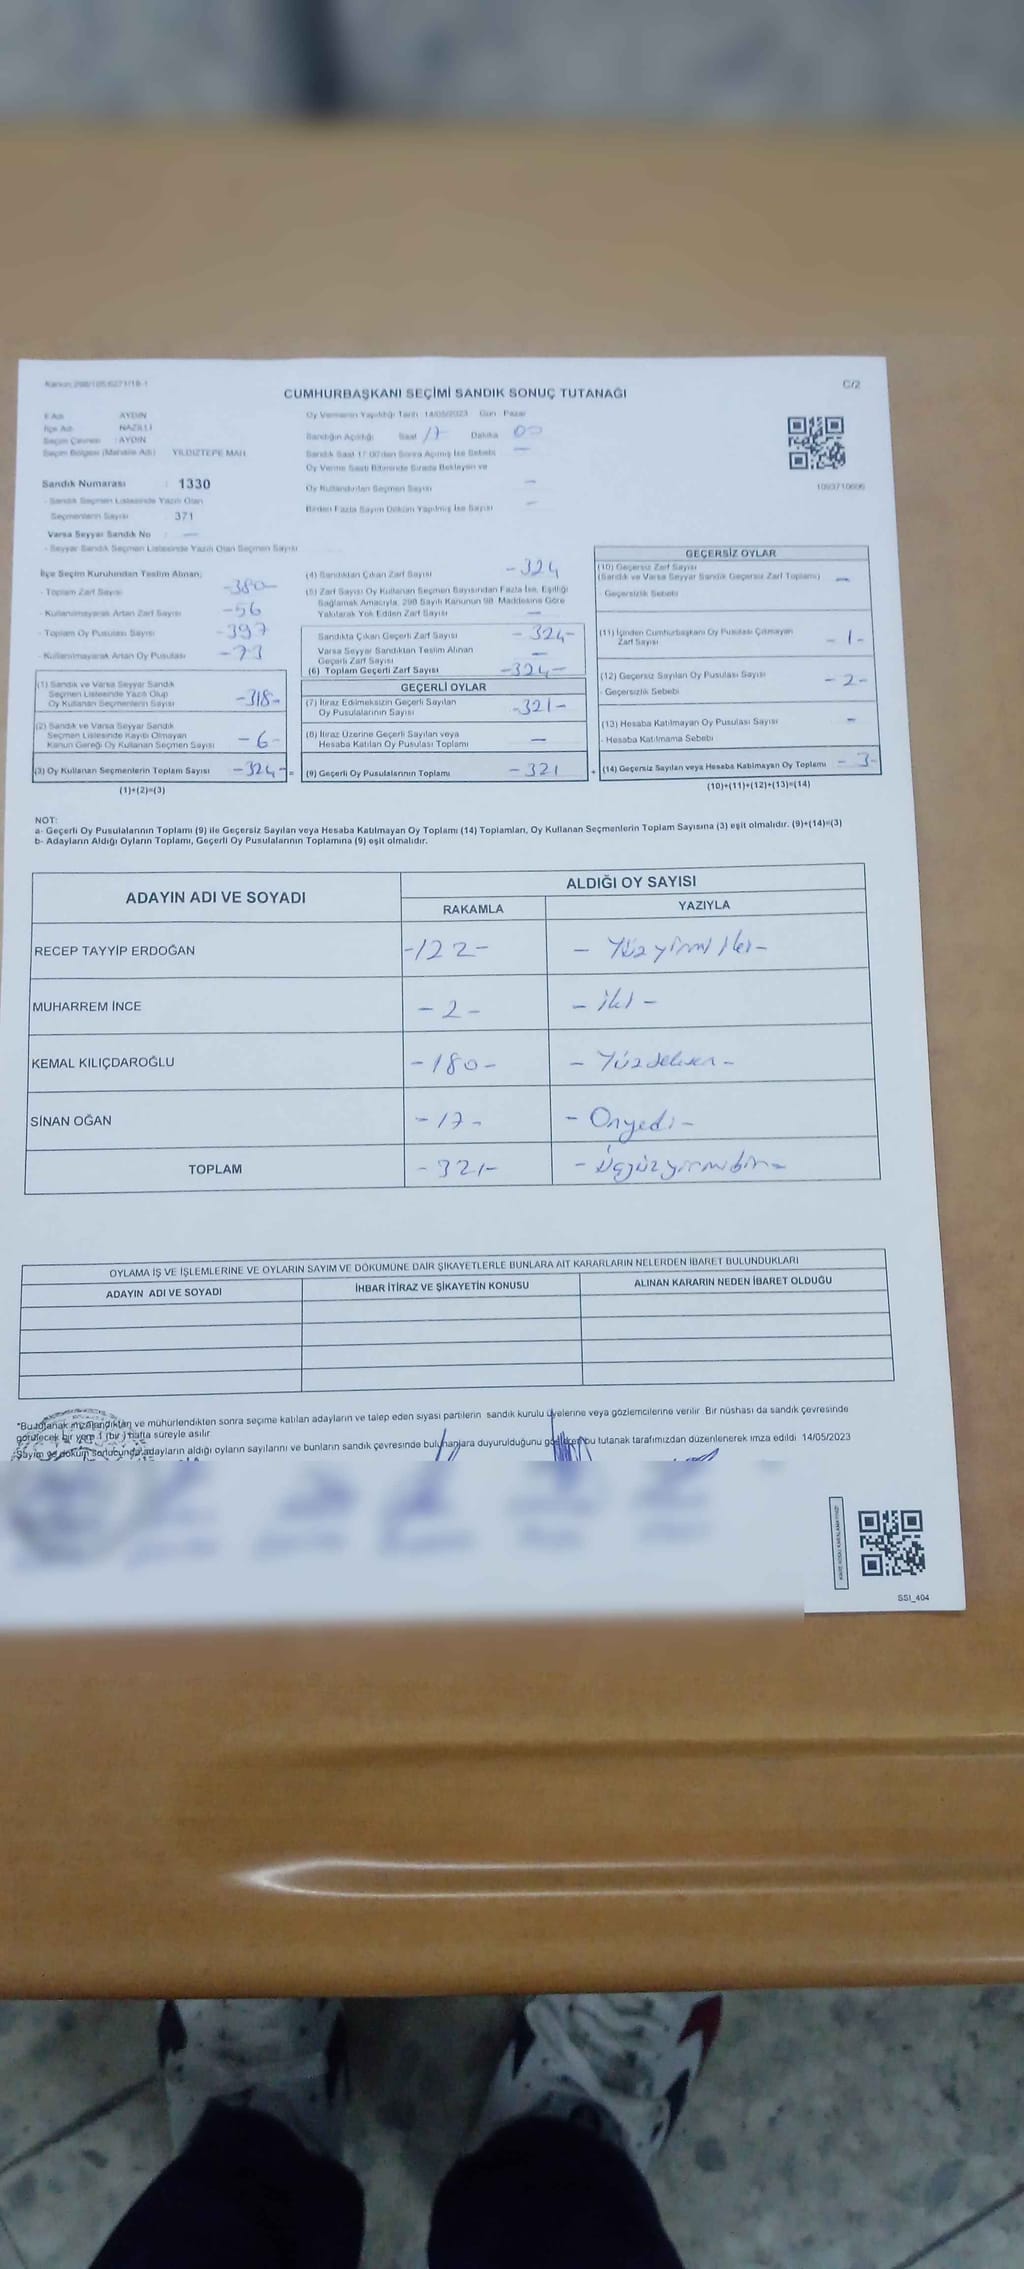 Kanun:298/105,6271/18-1
C/2
CUMHURBAŞKANI SEÇİMİ SANDIK SONUÇ TUTANAĞI
İl Adı AYDIN
İlçe Adı NAZİLLİ
Seçim Çevresi : AYDIN
Seçim Bölgesi (Mahalle Adı) YILDIZTEPE MAH.
Sandık Numarası : 1330
- Sandık Seçmen Listesinde Yazılı Olan
Seçmenlerin Sayısı 371
Varsa Seyyar Sandık No : —
- Seyyar Sandık Seçmen Listesinde Yazılı Olan Seçmen Sayısı
Oy Vermenin Yapıldığı Tarih 14/05/2023 Gün Pazar
Sandığın Açıldığı Saat 17 Dakika 00
Sandık Saat 17.00'den Sonra Açılmış İse Sebebi —
Oy Verme Saati Bitiminde Sırada Bekleyen ve
Oy Kullandırılan Seçmen Sayısı —
Birden Fazla Sayım Döküm Yapılmış İse Sayısı —
1093710606
İlçe Seçim Kurulundan Teslim Alınan;
- Toplam Zarf Sayısı -380-
- Kullanılmayarak Artan Zarf Sayısı -56
- Toplam Oy Pusulası Sayısı -397
- Kullanılmayarak Artan Oy Pusulası -73
(1) Sandık ve Varsa Seyyar Sandık
Seçmen Listesinde Yazılı Olup
Oy Kullanan Seçmenlerin Sayısı -318-
(2) Sandık ve Varsa Seyyar Sandık
Seçmen Listesinde Kaydı Olmayan
Kanun Gereği Oy Kullanan Seçmen Sayısı -6-
(3) Oy Kullanan Seçmenlerin Toplam Sayısı -324- =
(1)+(2)=(3)
(4) Sandıktan Çıkan Zarf Sayısı -324
(5) Zarf Sayısı Oy Kullanan Seçmen Sayısından Fazla İse, Eşitliği
Sağlamak Amacıyla, 298 Sayılı Kanunun 98. Maddesine Göre
Yakılarak Yok Edilen Zarf Sayısı —
Sandıkta Çıkan Geçerli Zarf Sayısı -324-
Varsa Seyyar Sandıktan Teslim Alınan
Geçerli Zarf Sayısı —
(6) Toplam Geçerli Zarf Sayısı -324-
GEÇERLİ OYLAR
(7) İtiraz Edilmeksizin Geçerli Sayılan
Oy Pusulalarının Sayısı -321-
(8) İtiraz Üzerine Geçerli Sayılan veya
Hesaba Katılan Oy Pusulası Toplamı —
(9) Geçerli Oy Pusulalarının Toplamı -321 +
GEÇERSİZ OYLAR
(10) Geçersiz Zarf Sayısı
(Sandık ve Varsa Seyyar Sandık Geçersiz Zarf Toplamı) —
Geçersizlik Sebebi
(11) İçinden Cumhurbaşkanı Oy Pusulası Çıkmayan
Zarf Sayısı -1-
(12) Geçersiz Sayılan Oy Pusulası Sayısı -2-
- Geçersizlik Sebebi
(13) Hesaba Katılmayan Oy Pusulası Sayısı —
- Hesaba Katılmama Sebebi
(14) Geçersiz Sayılan veya Hesaba Katılmayan Oy Toplamı -3-
(10)+(11)+(12)+(13)=(14)
NOT:
a- Geçerli Oy Pusulalarının Toplamı (9) ile Geçersiz Sayılan veya Hesaba Katılmayan Oy Toplamı (14) Toplamları, Oy Kullanan Seçmenlerin Toplam Sayısına (3) eşit olmalıdır. (9)+(14)=(3)
b- Adayların Aldığı Oyların Toplamı, Geçerli Oy Pusulalarının Toplamına (9) eşit olmalıdır.
ADAYIN ADI VE SOYADI ALDIĞI OY SAYISI
RAKAMLA YAZIYLA
RECEP TAYYİP ERDOĞAN -122- - Yüzyirmiiki-
MUHARREM İNCE -2- - iki -
KEMAL KILIÇDAROĞLU -180- - Yüzseksen -
SİNAN OĞAN -17- - Onyedi -
TOPLAM -321- - Üçyüzyirmibir -
OYLAMA İŞ VE İŞLEMLERİNE VE OYLARIN SAYIM VE DÖKÜMÜNE DAİR ŞİKAYETLERLE BUNLARA AİT KARARLARIN NELERDEN İBARET BULUNDUKLARI
ADAYIN ADI VE SOYADI İHBAR İTİRAZ VE ŞİKAYETİN KONUSU ALINAN KARARIN NEDEN İBARET OLDUĞU
*Bu tutanak imzalandıktan ve mühürlendikten sonra seçime katılan adayların ve talep eden siyasi partilerin sandık kurulu üyelerine veya gözlemcilerine verilir. Bir nüshası da sandık çevresinde
görülecek bir yere 1 (bir) hafta süreyle asılır
Sayım ve döküm sonucunda adayların aldığı oyların sayılarını ve bunların sandık çevresinde bulunanlara duyurulduğunu gösteren bu tutanak tarafımızdan düzenlenerek imza edildi 14/05/2023
SSI_404